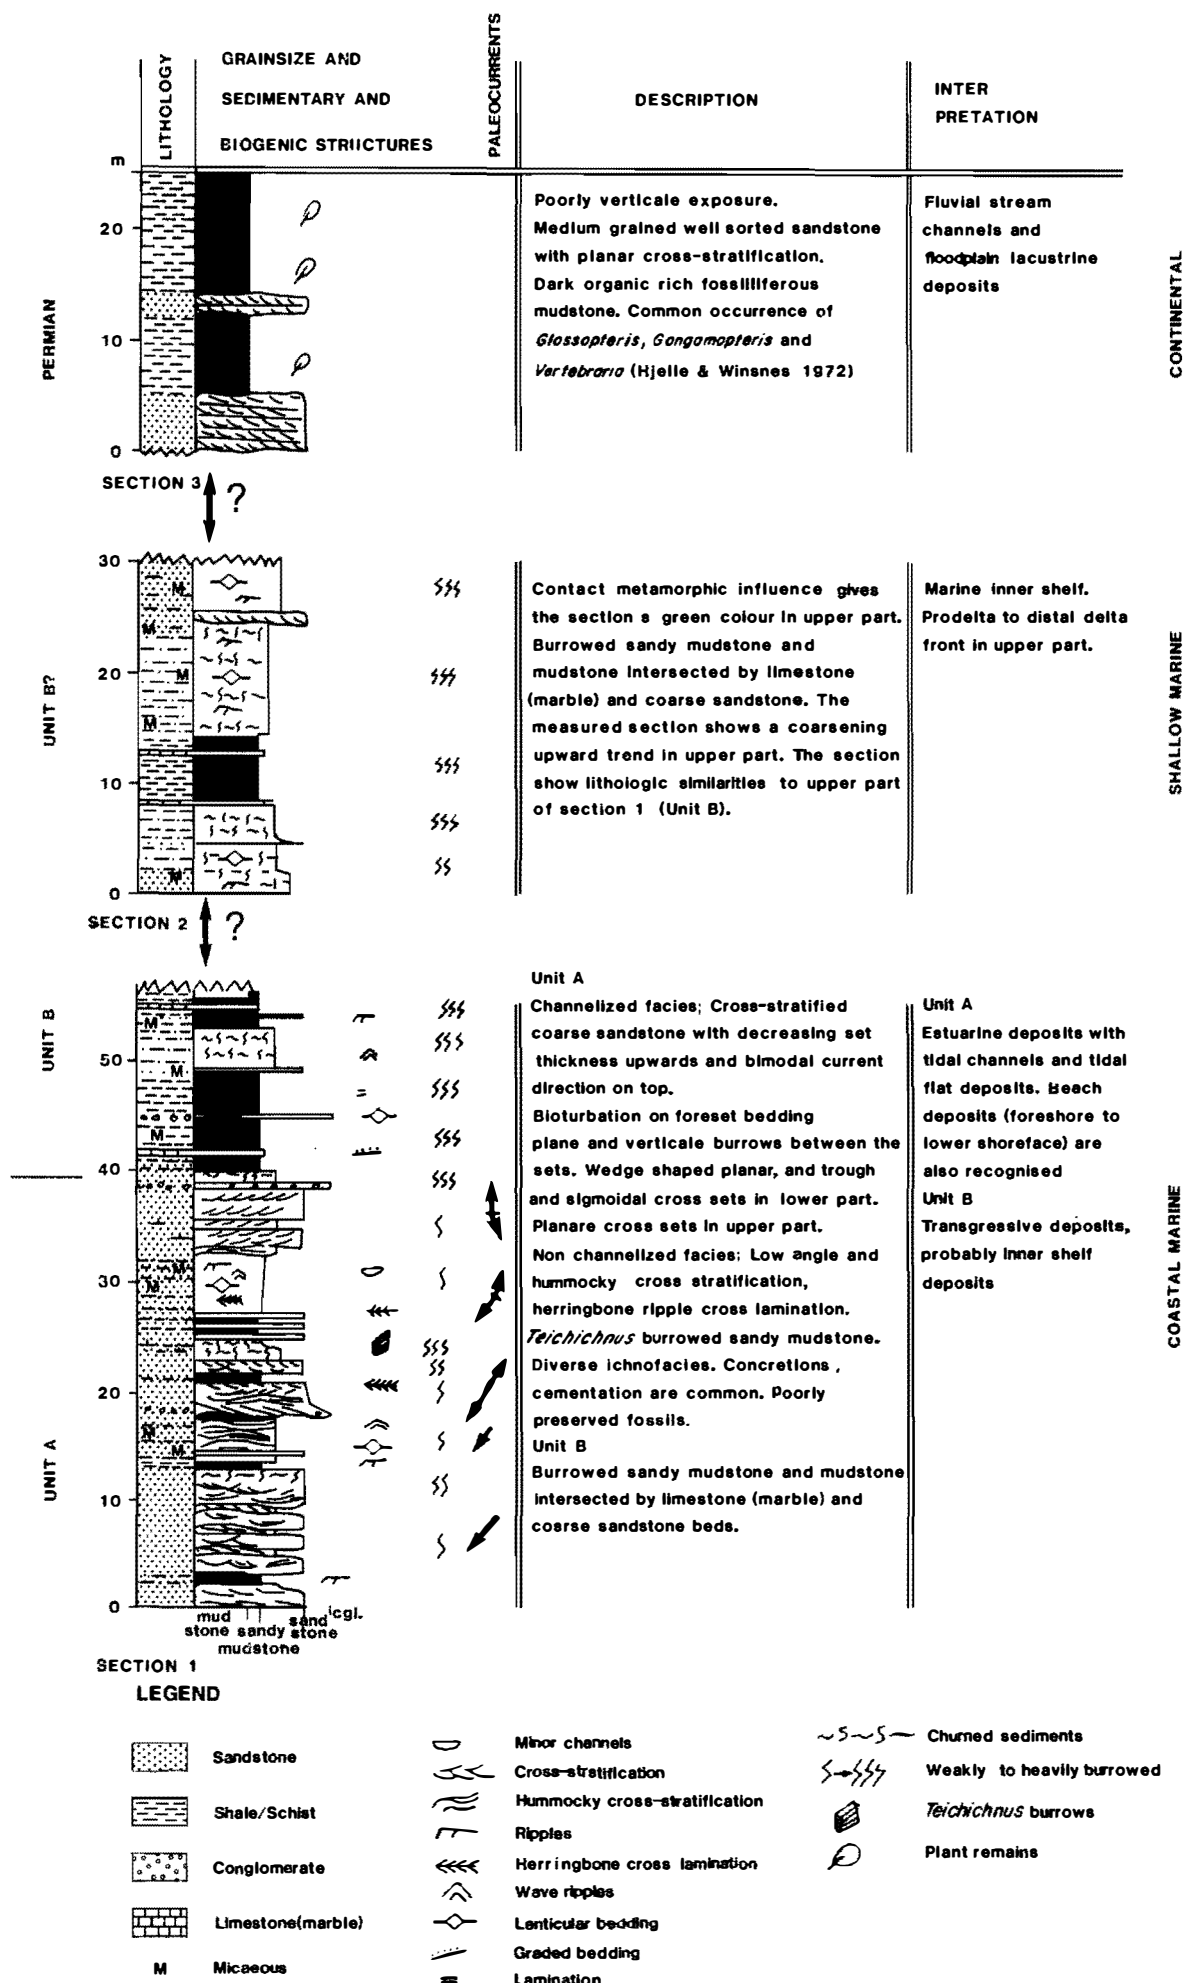 LITHOLOGY
GRAINSIZE AND
SEDIMENTARY AND
BIOGENIC STRUCTURES
PALEOCURRENTS
DESCRIPTION
INTER
PRETATION
m
20
10
0
PERMIAN
Poorly verticale exposure.
Medium grained well sorted sandstone
with planar cross-stratification.
Dark organic rich fossilliferous
mudstone. Common occurrence of
Glossopteris, Gangamopteris and
Vertebraria (Hjelle & Winsnes 1972)
Fluvial stream
channels and
floodplain lacustrine
deposits
CONTINENTAL
SECTION 3
?
30
20
10
0
UNIT B?
M
M
M
M
M
Contact metamorphic influence gives
the section s green colour in upper part.
Burrowed sandy mudstone and
mudstone intersected by limestone
(marble) and coarse sandstone. The
measured section shows a coarsening
upward trend in upper part. The section
show lithologic similarities to upper part
of section 1 (Unit B).
Marine inner shelf.
Prodelta to distal delta
front in upper part.
SHALLOW MARINE
SECTION 2
?
UNIT B
UNIT A
50
40
30
20
10
0
M
M
M
M
M
M
M
Unit A
Channelized facies; Cross-stratified
coarse sandstone with decreasing set
thickness upwards and bimodal current
direction on top.
Bioturbation on foreset bedding
plane and verticale burrows between the
sets. Wedge shaped planar, and trough
and sigmoidal cross sets in lower part.
Planare cross sets in upper part.
Non channelized facies; Low angle and
hummocky cross stratification,
herringbone ripple cross lamination.
Teichichnus burrowed sandy mudstone.
Diverse ichnofacies. Concretions ,
cementation are common. Poorly
preserved fossils.
Unit B
Burrowed sandy mudstone and mudstone
intersected by limestone (marble) and
coarse sandstone beds.
Unit A
Estuarine deposits with
tidal channels and tidal
flat deposits. Beach
deposits (foreshore to
lower shoreface) are
also recognised
Unit B
Transgressive deposits,
probably inner shelf
deposits
COASTAL MARINE
mud
stone
sandy
mudstone
sand
stone
cgl.
SECTION 1
LEGEND
Sandstone
Shale/Schist
Conglomerate
Limestone(marble)
M Micaeous
Minor channels
Cross-stratification
Hummocky cross-stratification
Ripples
Herringbone cross lamination
Wave ripples
Lenticular bedding
Graded bedding
Lamination
Churned sediments
Weakly to heavily burrowed
Teichichnus burrows
Plant remains